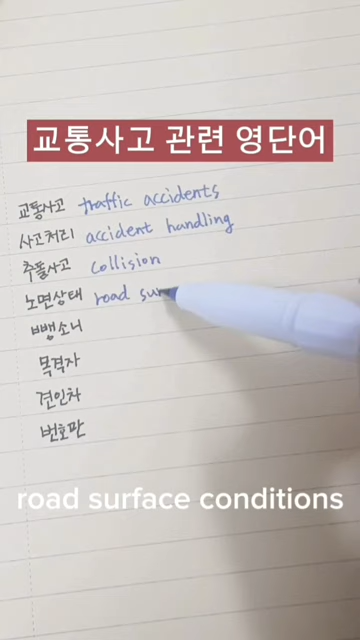 교통사고 관련 영단어
교통사고 traffic accidents
사고처리 accident handling
추돌사고 collision
노면상태 road sur
뺑소니
목격자
견인차
번호판
road surface conditions